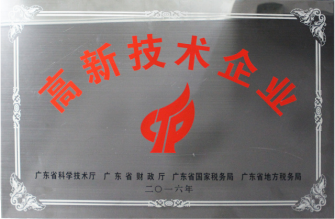 高新技术企业
广东省科学技术厅 广东省财政厅 广东省国家税务局 广东省地方税务局
二〇一六年